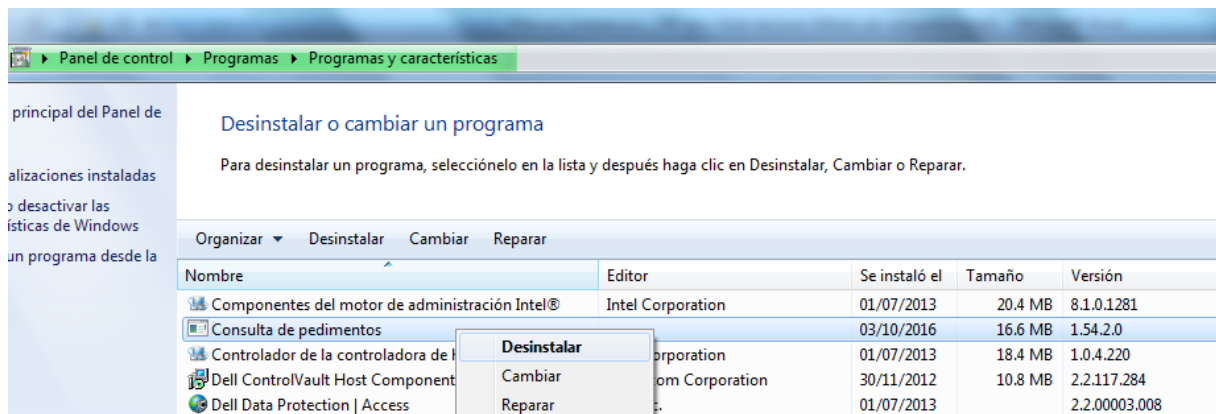 Panel de control ▸ Programas ▸ Programas y características
principal del Panel de
alizaciones instaladas
o desactivar las
ísticas de Windows
un programa desde la
Desinstalar o cambiar un programa
Para desinstalar un programa, selecciónelo en la lista y después haga clic en Desinstalar, Cambiar o Reparar.
Organizar Desinstalar Cambiar Reparar
Nombre Editor Se instaló el Tamaño Versión
Componentes del motor de administración Intel® Intel Corporation 01/07/2013 20.4 MB 8.1.0.1281
Consulta de pedimentos 03/10/2016 16.6 MB 1.54.2.0
Controlador de la controladora de orporation 01/07/2013 18.4 MB 1.0.4.220
Dell ControlVault Host Component om Corporation 30/11/2012 10.8 MB 2.2.117.284
Dell Data Protection | Access c. 01/07/2013 2.2.00003.008
Desinstalar
Cambiar
Reparar